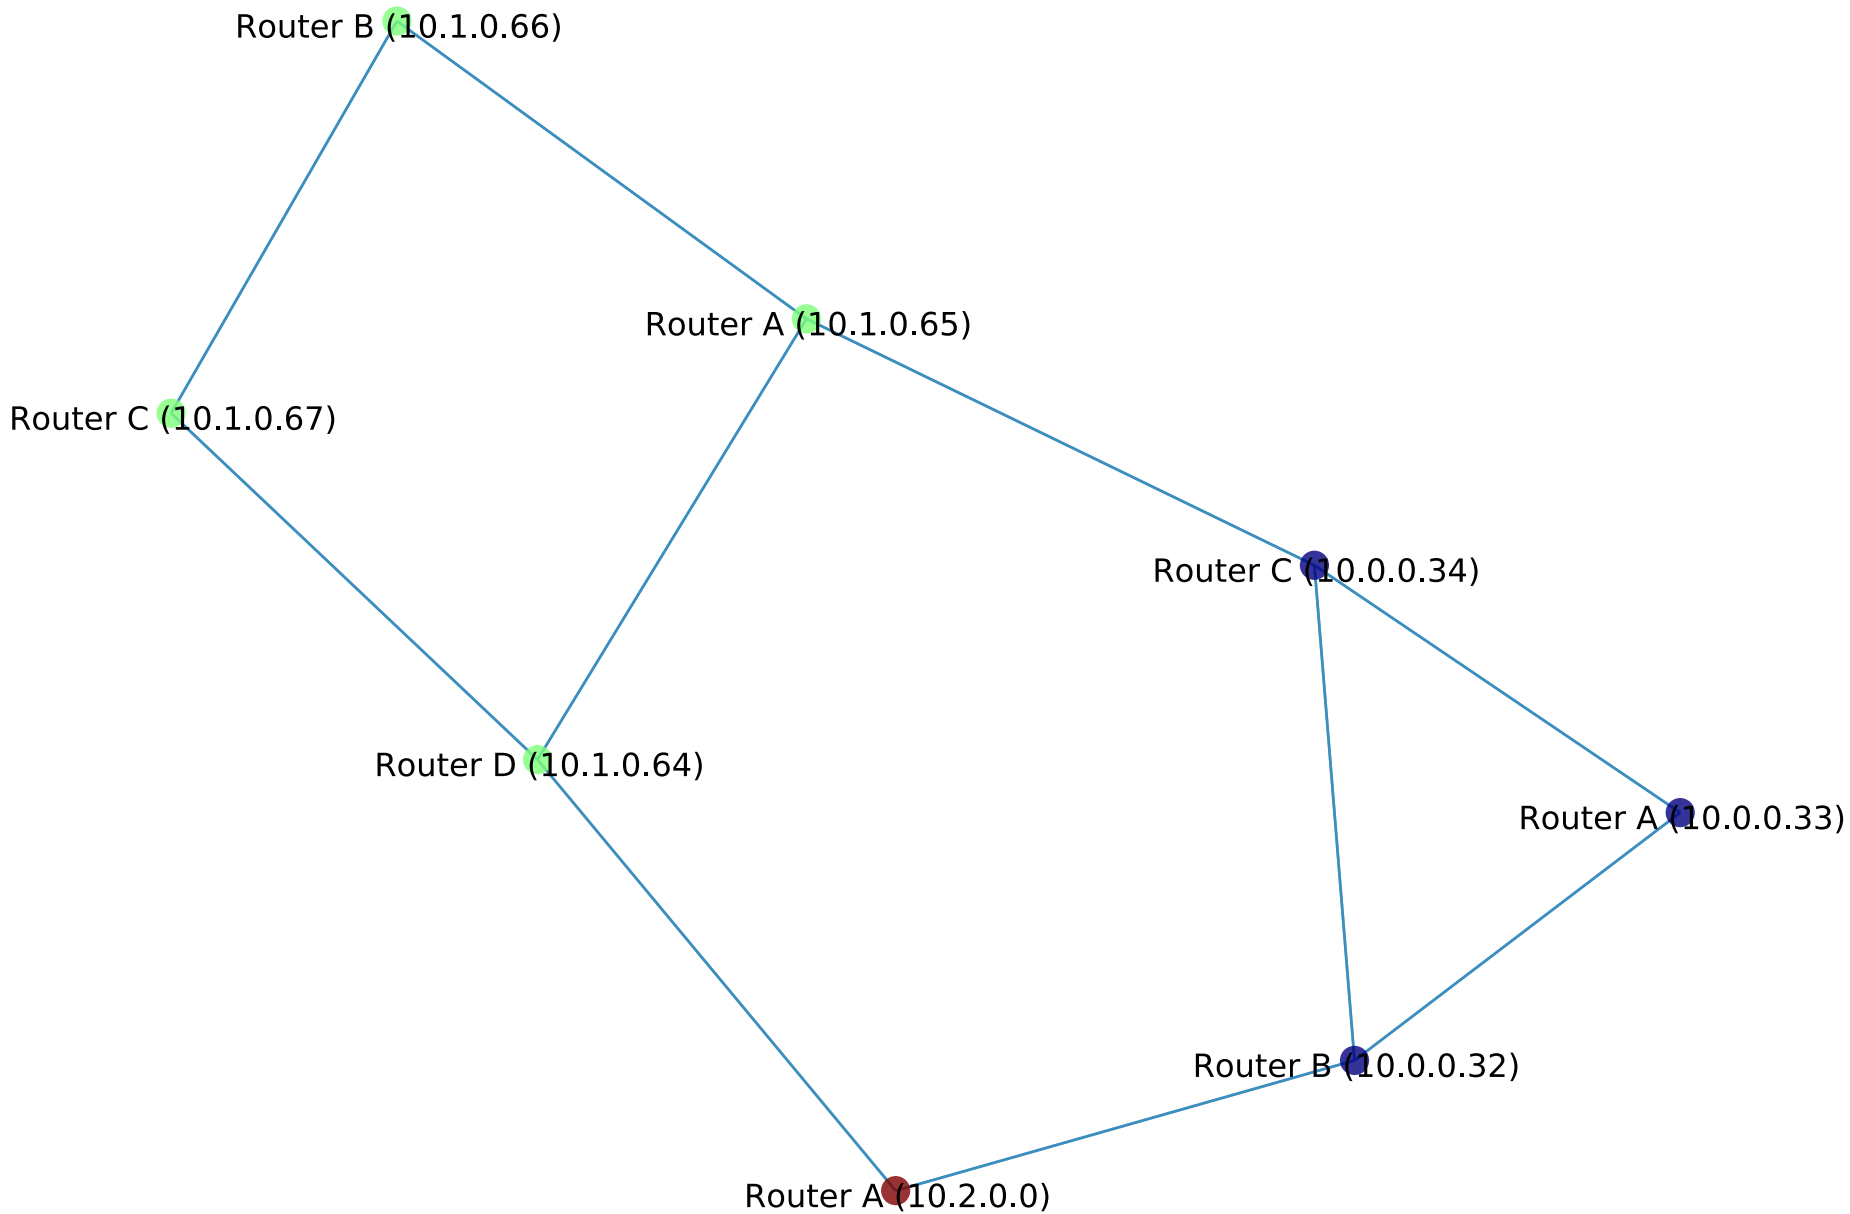 Router B (10.1.0.66)
Router A (10.1.0.65)
Router C (10.1.0.67)
Router C (10.0.0.34)
Router D (10.1.0.64)
Router A (10.0.0.33)
Router B (10.0.0.32)
Router A (10.2.0.0)